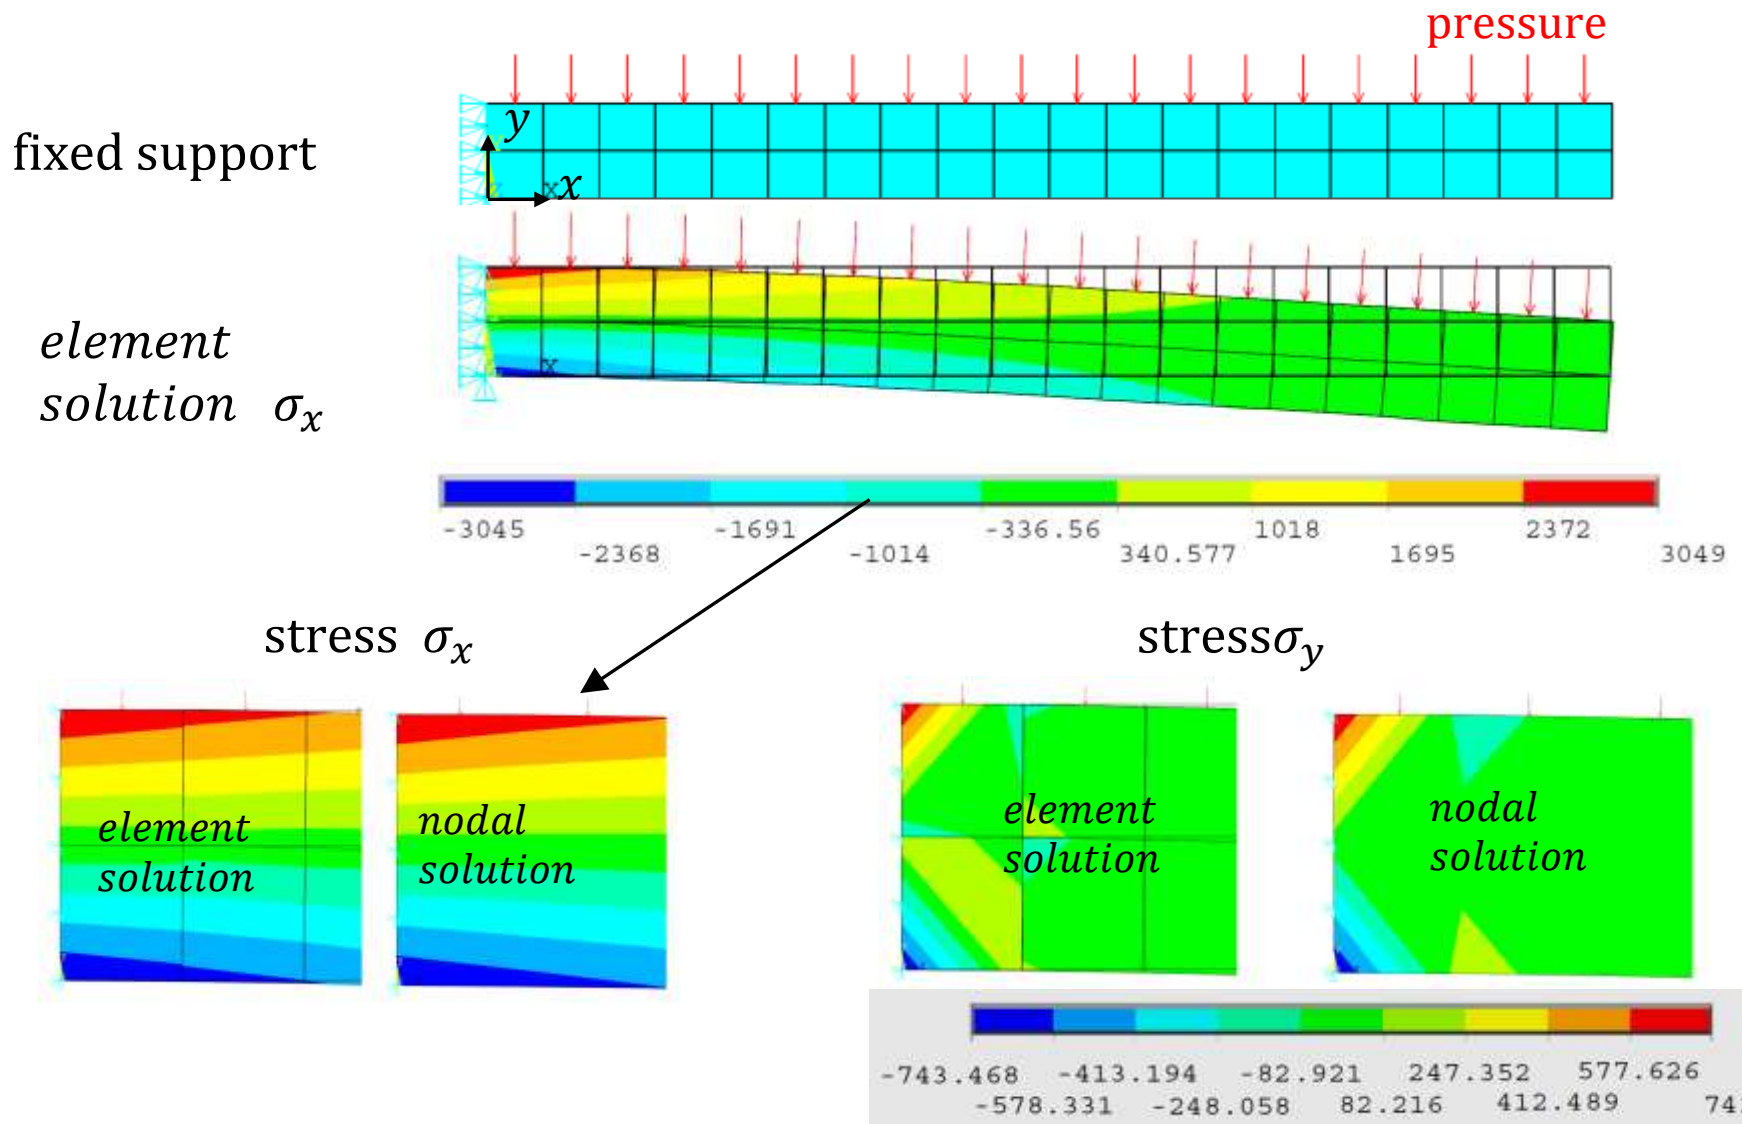 pressure
fixed support
y
x x
element
solution σx
x
-3045 -1691 -336.56 1018 2372
-2368 -1014 340.577 1695 3049
stress σx
stressσy
element
solution
nodal
solution
element
solution
nodal
solution
-743.468 -413.194 -82.921 247.352 577.626
-578.331 -248.058 82.216 412.489